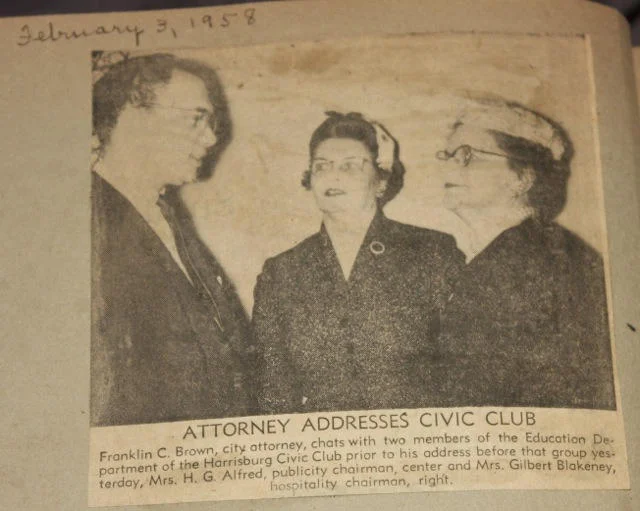 February 3, 1958
ATTORNEY ADDRESSES CIVIC CLUB
Franklin C. Brown, city attorney, chats with two members of the Education De-
partment of the Harrisburg Civic Club prior to his address before that group yes-
terday, Mrs. H. G. Alfred, publicity chairman, center and Mrs. Gilbert Blakeney,
hospitality chairman, right.